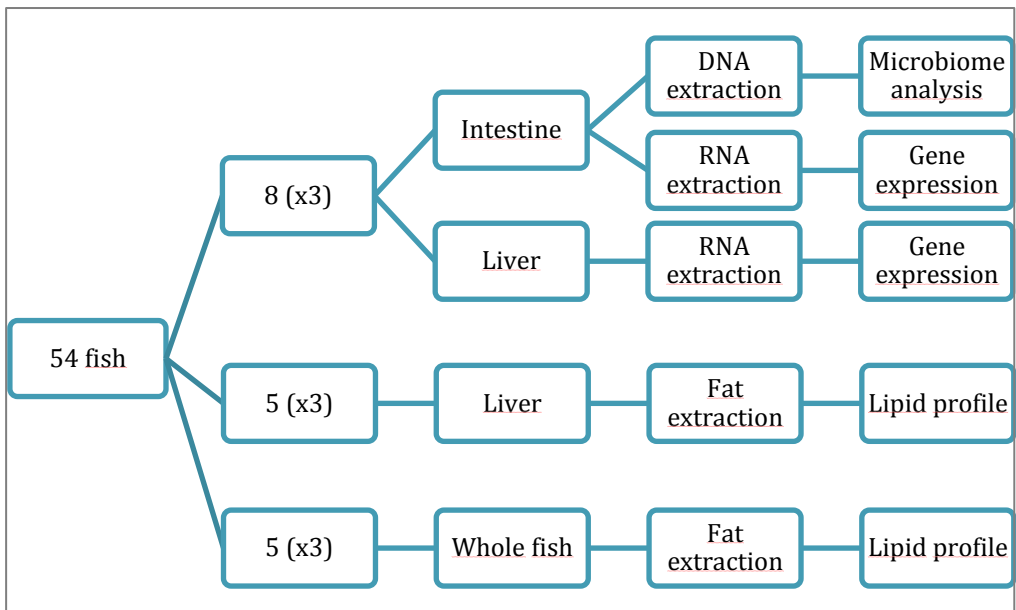 DNA
extraction
Microbiome
analysis
Intestine
RNA
extraction
Gene
expression
8 (x3)
Liver
RNA
extraction
Gene
expression
54 fish
5 (x3)
Liver
Fat
extraction
Lipid profile
5 (x3)
Whole fish
Fat
extraction
Lipid profile